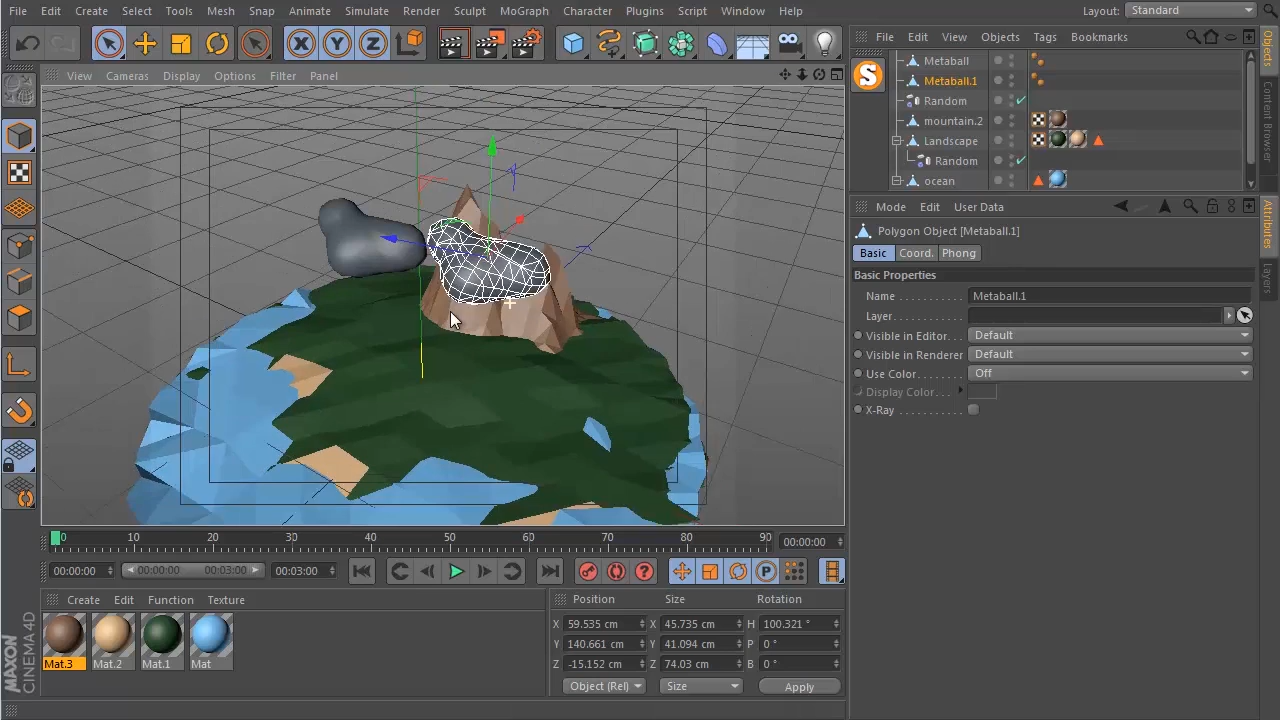 File Edit Create Select Tools Mesh Snap Animate Simulate Render Sculpt MoGraph Character Plugins Script Window Help Layout: Standard
X Y Z
File Edit View Objects Tags Bookmarks
View Cameras Display Options Filter Panel
Metaball
Metaball.1
Random
mountain.2
Landscape
Random
ocean
S
Objects
Content Browser
Attributes
Layers
Mode Edit User Data
Polygon Object [Metaball.1]
Basic Coord. Phong
Basic Properties
Name Metaball.1
Layer
Visible in Editor Default
Visible in Renderer Default
Use Color Off
Display Color
X-Ray
0 10 20 30 40 50 60 70 80 90 00:00:00
00:00:00 00:00:00 00:03:00 00:03:00 P
Create Edit Function Texture
Mat.3 Mat.2 Mat.1 Mat
Position Size Rotation
X 59.535 cm X 45.735 cm H 100.321 °
Y 140.661 cm Y 41.094 cm P 0 °
Z -15.152 cm Z 74.03 cm B 0 °
Object (Rel) Size Apply
MAXON
CINEMA 4D